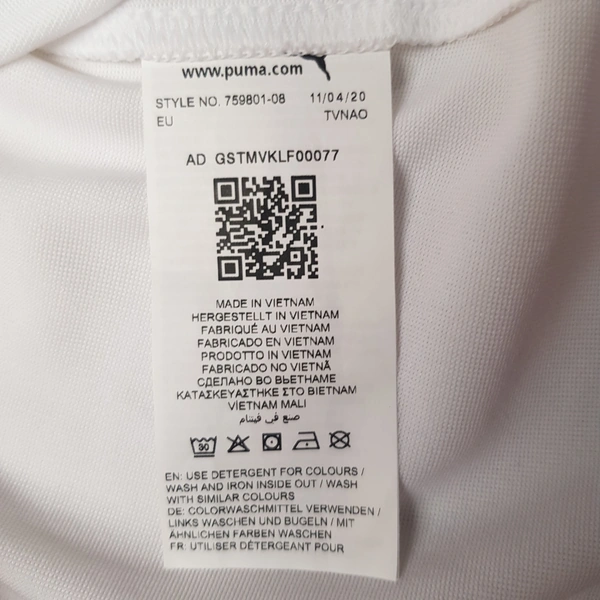 www.puma.com
STYLE NO. 759801-08 11/04/20
EU TVNAO
AD GSTMVKLF00077
MADE IN VIETNAM
HERGESTELLT IN VIETNAM
FABRIQUÉ AU VIETNAM
FABRICADO EN VIETNAM
PRODOTTO IN VIETNAM
FABRICADO NO VIETNÃ
СДЕЛАНО ВО ВЬЕТНАМЕ
ΚΑΤΑΣΚΕΥΑΣΤΗΚΕ ΣΤΟ ΒΙΕΤΝΑΜ
VİETNAM MALI
صنع في فيتنام
30
EN: USE DETERGENT FOR COLOURS /
WASH AND IRON INSIDE OUT / WASH
WITH SIMILAR COLOURS
DE: COLORWASCHMITTEL VERWENDEN /
LINKS WASCHEN UND BÜGELN / MIT
ÄHNLICHEN FARBEN WASCHEN
FR: UTILISER DÉTERGEANT POUR